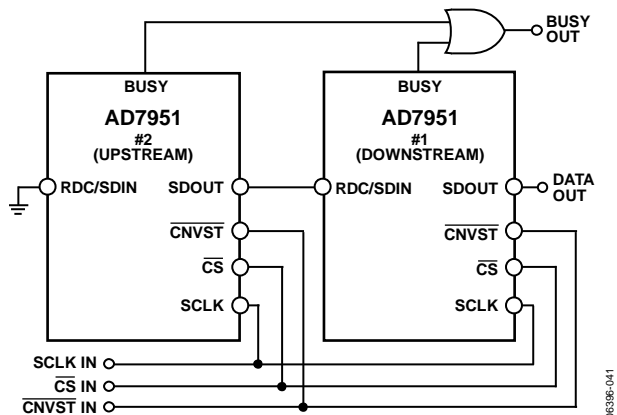 BUSY
OUT
BUSY
AD7951
#2
(UPSTREAM)
RDC/SDIN
SDOUT
CNVST
CS
SCLK
BUSY
AD7951
#1
(DOWNSTREAM)
RDC/SDIN
SDOUT
DATA
OUT
CNVST
CS
SCLK
SCLK IN
CS IN
CNVST IN
06396-041